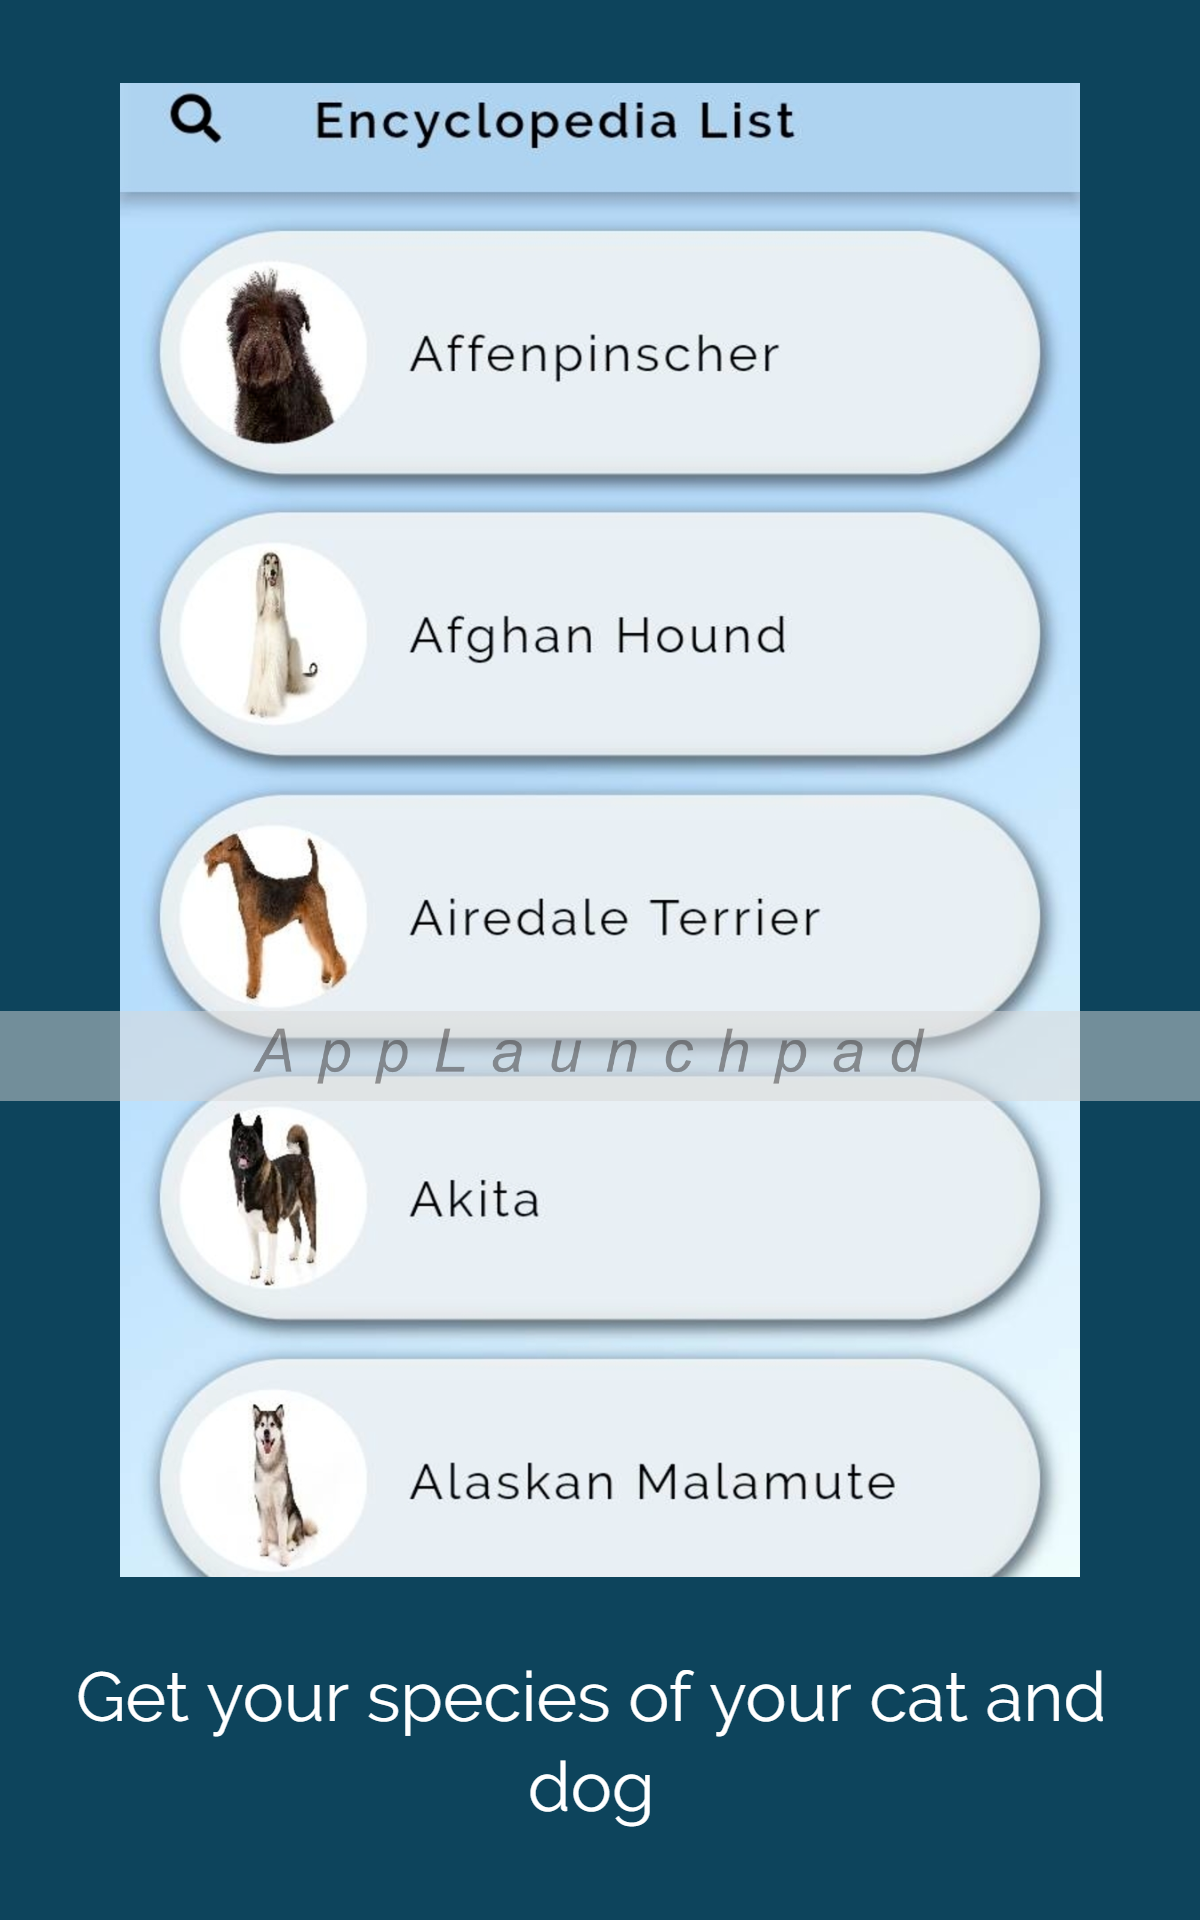 Encyclopedia List
Affenpinscher
Afghan Hound
Airedale Terrier
AppLaunchpad
Akita
Alaskan Malamute
Get your species of your cat and
dog